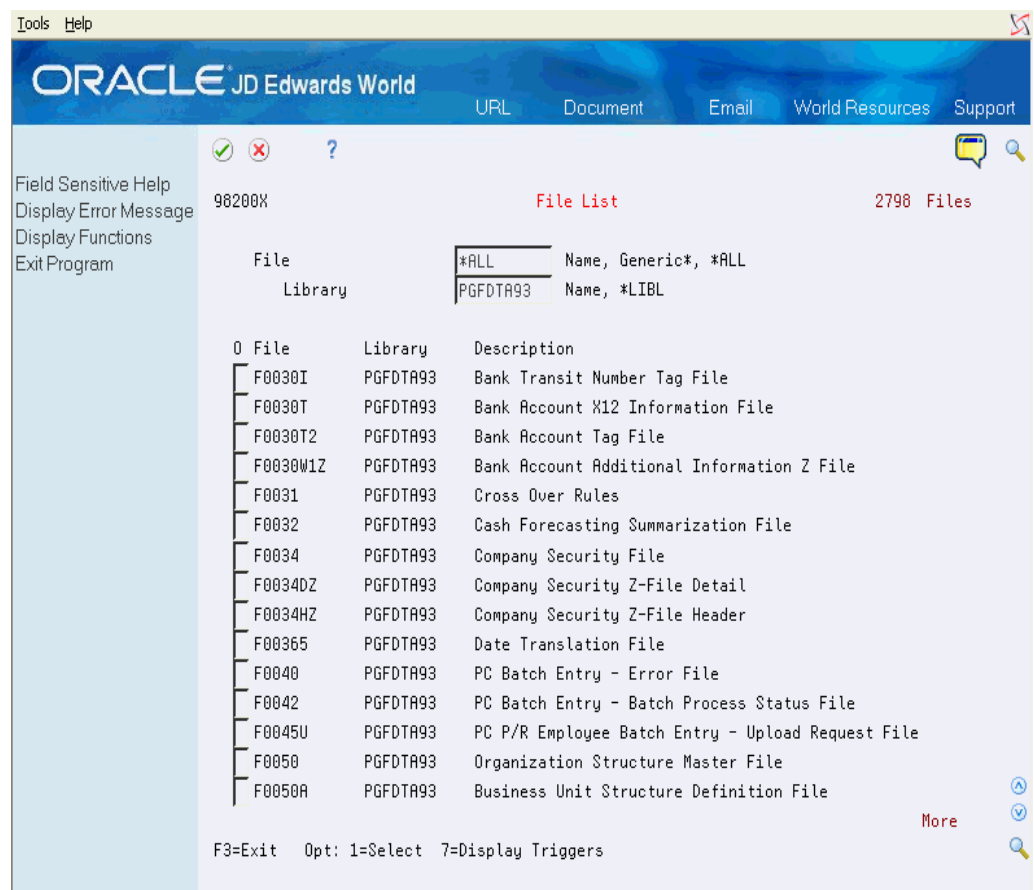 Tools Help
ORACLE JD Edwards World
URL Document Email World Resources Support
?
Field Sensitive Help
Display Error Message
Display Functions
Exit Program
98200X File List 2798 Files
File *ALL Name, Generic*, *ALL
Library PGFDTA93 Name, *LIBL
O File Library Description
F0030I PGFDTA93 Bank Transit Number Tag File
F0030T PGFDTA93 Bank Account X12 Information File
F0030T2 PGFDTA93 Bank Account Tag File
F0030W1Z PGFDTA93 Bank Account Additional Information Z File
F0031 PGFDTA93 Cross Over Rules
F0032 PGFDTA93 Cash Forecasting Summarization File
F0034 PGFDTA93 Company Security File
F0034DZ PGFDTA93 Company Security Z-File Detail
F0034HZ PGFDTA93 Company Security Z-File Header
F00365 PGFDTA93 Date Translation File
F0040 PGFDTA93 PC Batch Entry - Error File
F0042 PGFDTA93 PC Batch Entry - Batch Process Status File
F0045U PGFDTA93 PC P/R Employee Batch Entry - Upload Request File
F0050 PGFDTA93 Organization Structure Master File
F0050A PGFDTA93 Business Unit Structure Definition File
More
F3=Exit Opt: 1=Select 7=Display Triggers